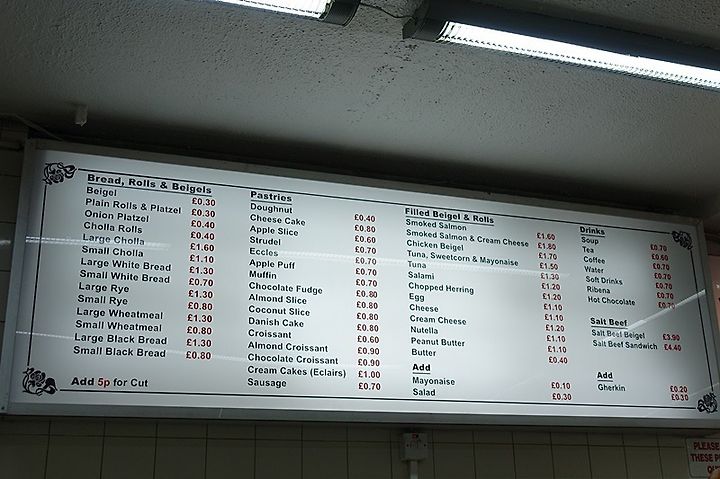 Bread, Rolls & Beigels
Beigel £0.30
Plain Rolls & Platzel £0.30
Onion Platzel £0.40
Cholla Rolls £0.40
Large Cholla £1.60
Small Cholla £1.10
Large White Bread £1.30
Small White Bread £0.70
Large Rye £1.30
Small Rye £0.80
Large Wheatmeal £1.30
Small Wheatmeal £0.80
Large Black Bread £1.30
Small Black Bread £0.80
Add 5p for Cut
Pastries
Doughnut £0.40
Cheese Cake £0.80
Apple Slice £0.60
Strudel £0.70
Eccles £0.70
Apple Puff £0.60
Muffin £0.70
Chocolate Fudge £0.80
Almond Slice £0.80
Coconut Slice £0.80
Danish Cake £0.80
Croissant £0.60
Almond Croissant £0.90
Chocolate Croissant £0.90
Cream Cakes (Eclairs) £1.00
Sausage £0.70
Filled Beigel & Rolls
Smoked Salmon £1.60
Smoked Salmon & Cream Cheese £1.80
Chicken Beigel £1.70
Tuna, Sweetcorn & Mayonaise £1.50
Tuna £1.30
Salami £1.20
Chopped Herring £1.20
Egg £1.10
Cheese £1.10
Cream Cheese £1.20
Nutella £1.10
Peanut Butter £1.10
Butter £0.40
Add
Mayonaise £0.10
Salad £0.30
Drinks
Soup £0.70
Tea £0.60
Coffee £0.70
Water £0.70
Soft Drinks £0.70
Ribena £0.70
Hot Chocolate £0.70
Salt Beef
Salt Beef Beigel £3.90
Salt Beef Sandwich £4.40
Add
Gherkin £0.20
£0.30
PLEASE
THESE P